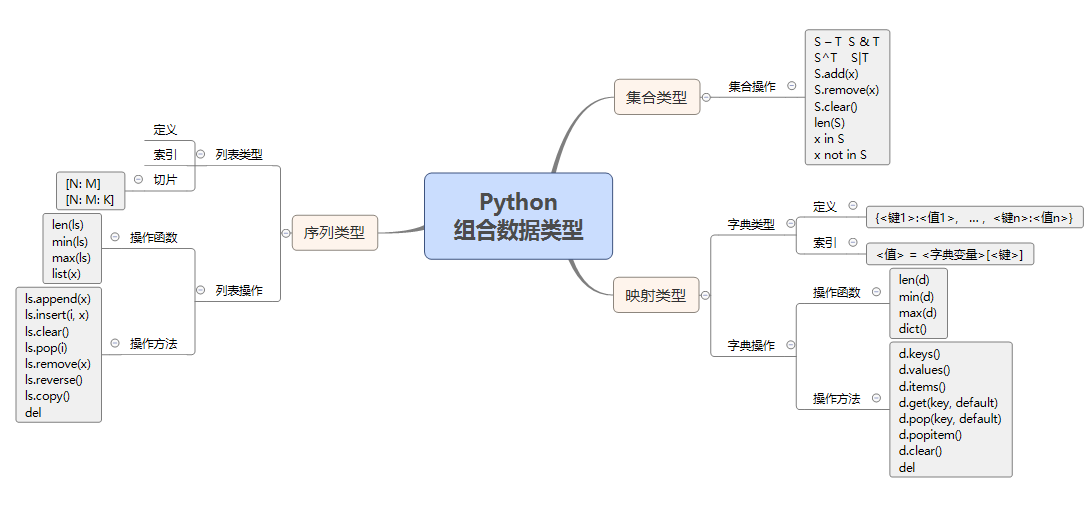 Python
组合数据类型
集合类型
集合操作
S – T  S & T
S^T    S|T
S.add(x)
S.remove(x)
S.clear()
len(S)
x in S
x not in S
序列类型
列表类型
定义
索引
切片
[N: M]
[N: M: K]
列表操作
操作函数
len(ls)
min(ls)
max(ls)
list(x)
操作方法
ls.append(x)
ls.insert(i, x)
ls.clear()
ls.pop(i)
ls.remove(x)
ls.reverse()
ls.copy()
del
映射类型
字典类型
定义
{<键1>:<值1>, … , <键n>:<值n>}
索引
<值> = <字典变量>[<键>]
字典操作
操作函数
len(d)
min(d)
max(d)
dict()
操作方法
d.keys()
d.values()
d.items()
d.get(key, default)
d.pop(key, default)
d.popitem()
d.clear()
del